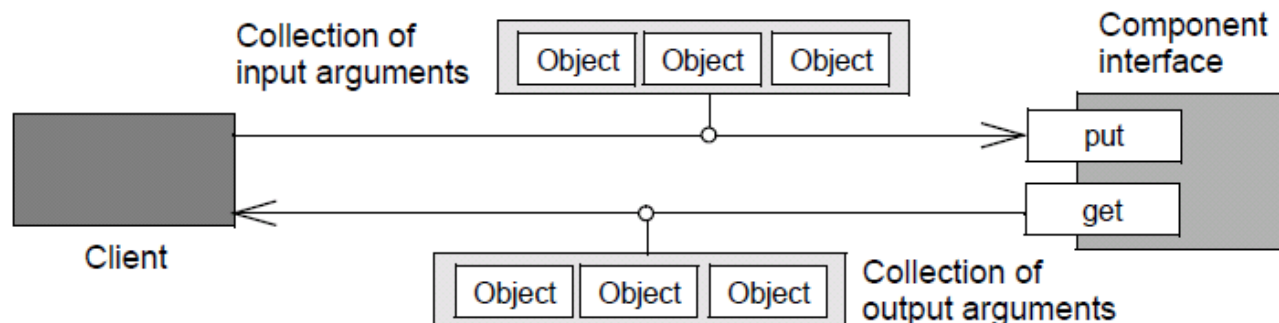 Collection of
input arguments
Object Object Object
Component
interface
put
get
Client
Object Object Object
Collection of
output arguments